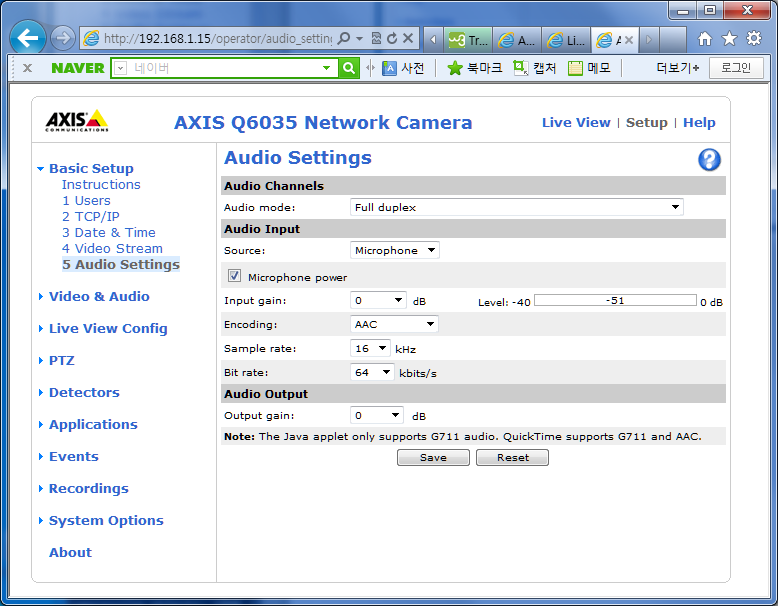 http://192.168.1.15/operator/audio_settin
Tr...
A...
Li...
A
x
NAVER
네이버
사전
북마크
캡처
메모
더보기+
로그인
AXIS
COMMUNICATIONS
AXIS Q6035 Network Camera
Live View | Setup | Help
Basic Setup
Instructions
1 Users
2 TCP/IP
3 Date & Time
4 Video Stream
5 Audio Settings
Video & Audio
Live View Config
PTZ
Detectors
Applications
Events
Recordings
System Options
About
Audio Settings
?
Audio Channels
Audio mode: Full duplex
Audio Input
Source: Microphone
Microphone power
Input gain: 0 dB Level: -40 -51 0 dB
Encoding: AAC
Sample rate: 16 kHz
Bit rate: 64 kbits/s
Audio Output
Output gain: 0 dB
Note: The Java applet only supports G711 audio. QuickTime supports G711 and AAC.
Save Reset